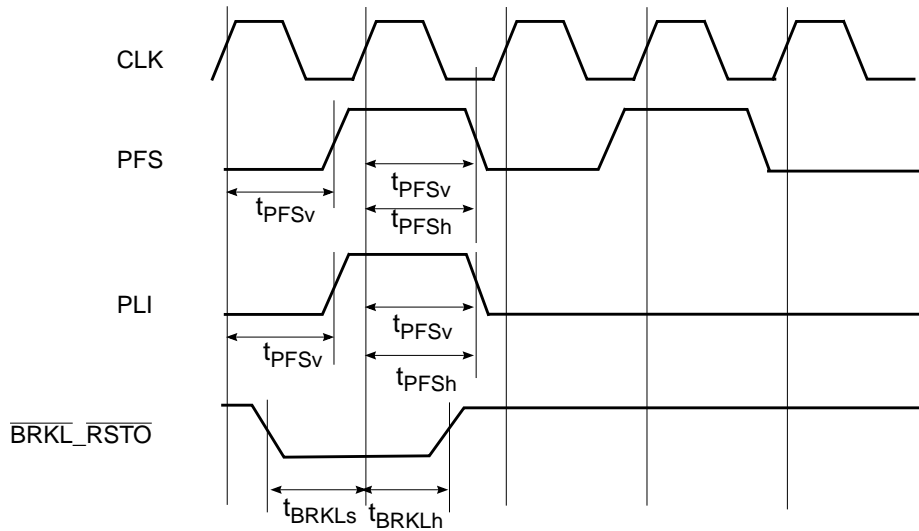 CLK
PFS
tPFSv
tPFSv
tPFSh
PLI
tPFSv
tPFSv
tPFSh
BRKL_RSTO
tBRKLs
tBRKLh